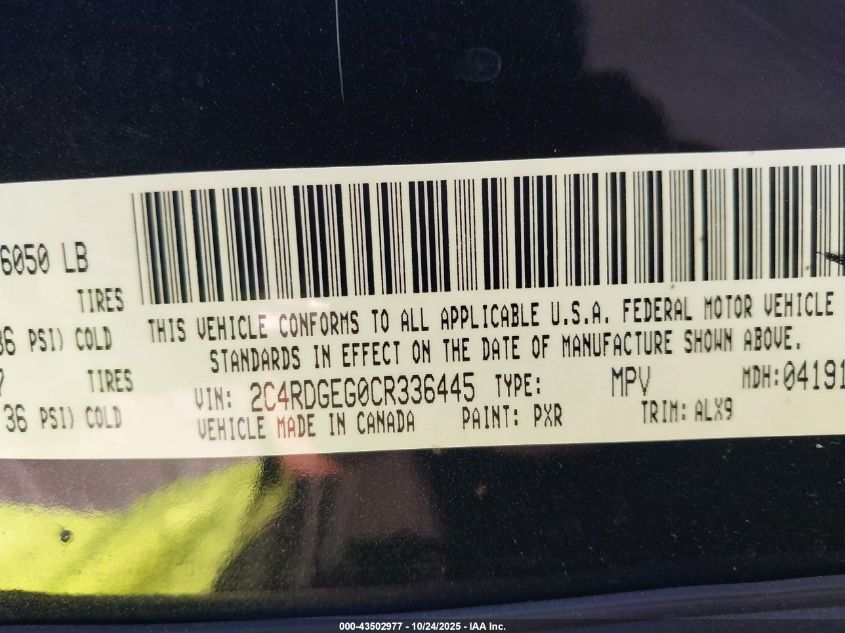 6050 LB
TIRES
36 PSI) COLD
TIRES
36 PSI) COLD
THIS VEHICLE CONFORMS TO ALL APPLICABLE U.S.A. FEDERAL MOTOR VEHICLE
STANDARDS IN EFFECT ON THE DATE OF MANUFACTURE SHOWN ABOVE.
VIN: 2C4RDGEG0CR336445 TYPE: MPV MDH:04191
VEHICLE MADE IN CANADA PAINT: PXR TRIM: ALX9
000-43502977 - 10/24/2025 - IAA Inc.